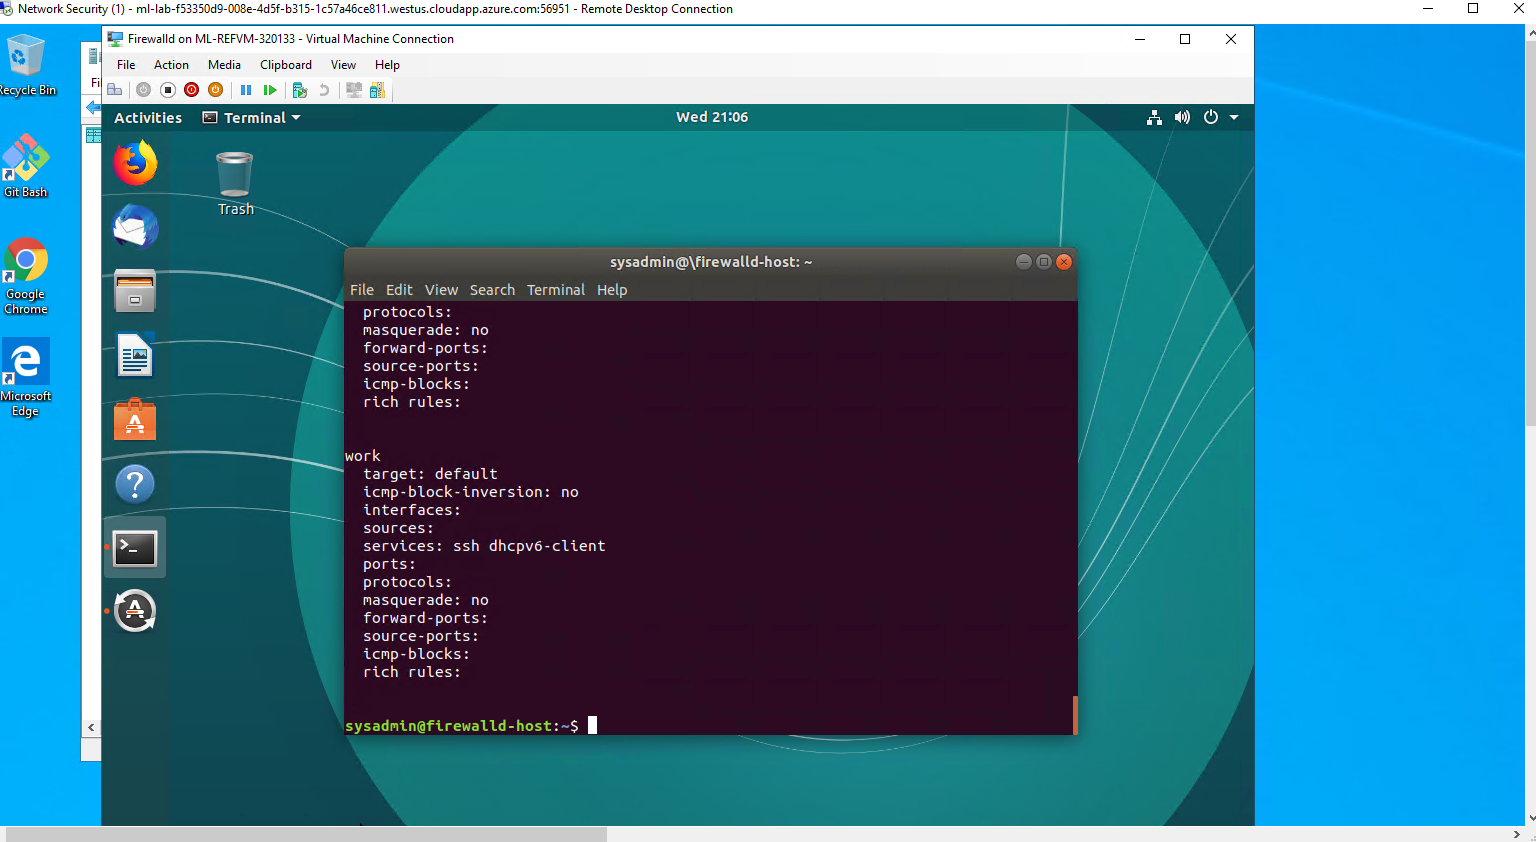 Network Security (1) - ml-lab-f53350d9-008e-4d5f-b315-1c57a46ce811.westus.cloudapp.azure.com:56951 - Remote Desktop Connection
Recycle Bin
Git Bash
Google
Chrome
Microsoft
Edge
Fi
Firewalld on ML-REFVM-320133 - Virtual Machine Connection
File Action Media Clipboard View Help
Activities Terminal Wed 21:06
Trash
sysadmin@\firewalld-host: ~
File Edit View Search Terminal Help
protocols:
masquerade: no
forward-ports:
source-ports:
icmp-blocks:
rich rules:
work
target: default
icmp-block-inversion: no
interfaces:
sources:
services: ssh dhcpv6-client
ports:
protocols:
masquerade: no
forward-ports:
source-ports:
icmp-blocks:
rich rules:
sysadmin@firewalld-host:~$